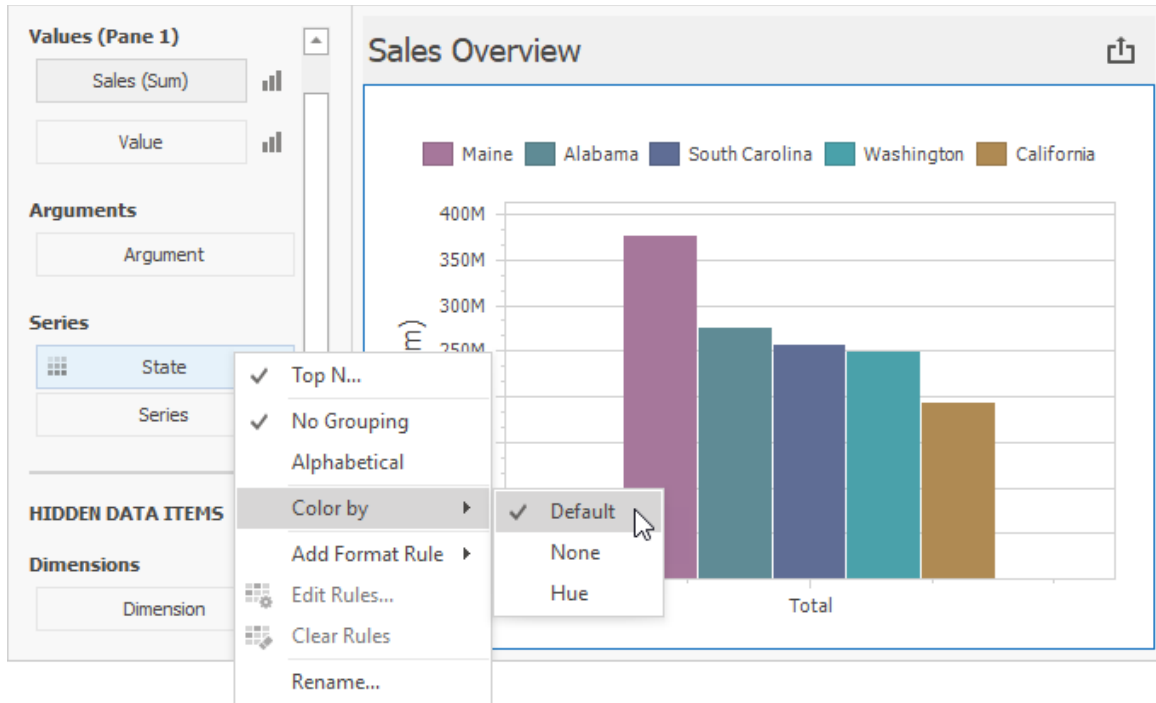 Values (Pane 1)
Sales (Sum)
Value
Arguments
Argument
Series
State
Series
HIDDEN DATA ITEMS
Dimensions
Dimension
Top N...
No Grouping
Alphabetical
Color by
Add Format Rule
Edit Rules...
Clear Rules
Rename...
Default
None
Hue
Sales Overview
Maine Alabama South Carolina Washington California
400M
350M
300M
250M
Total